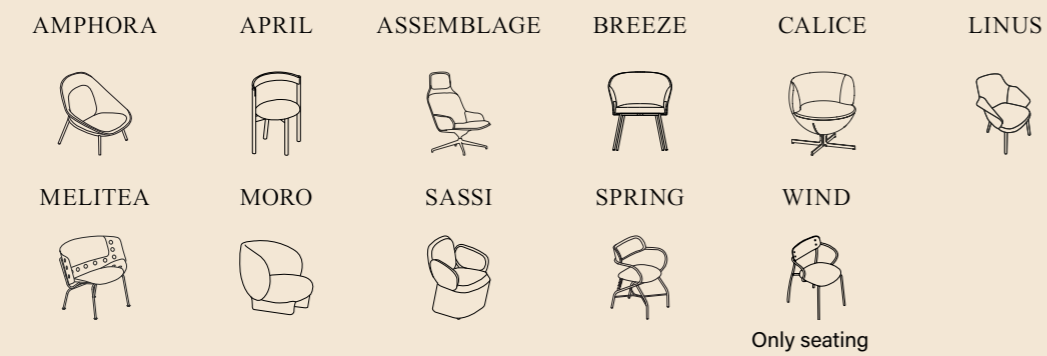 AMPHORA APRIL ASSEMBLAGE BREEZE CALICE LINUS
MELITEA MORO SASSI SPRING WIND
Only seating